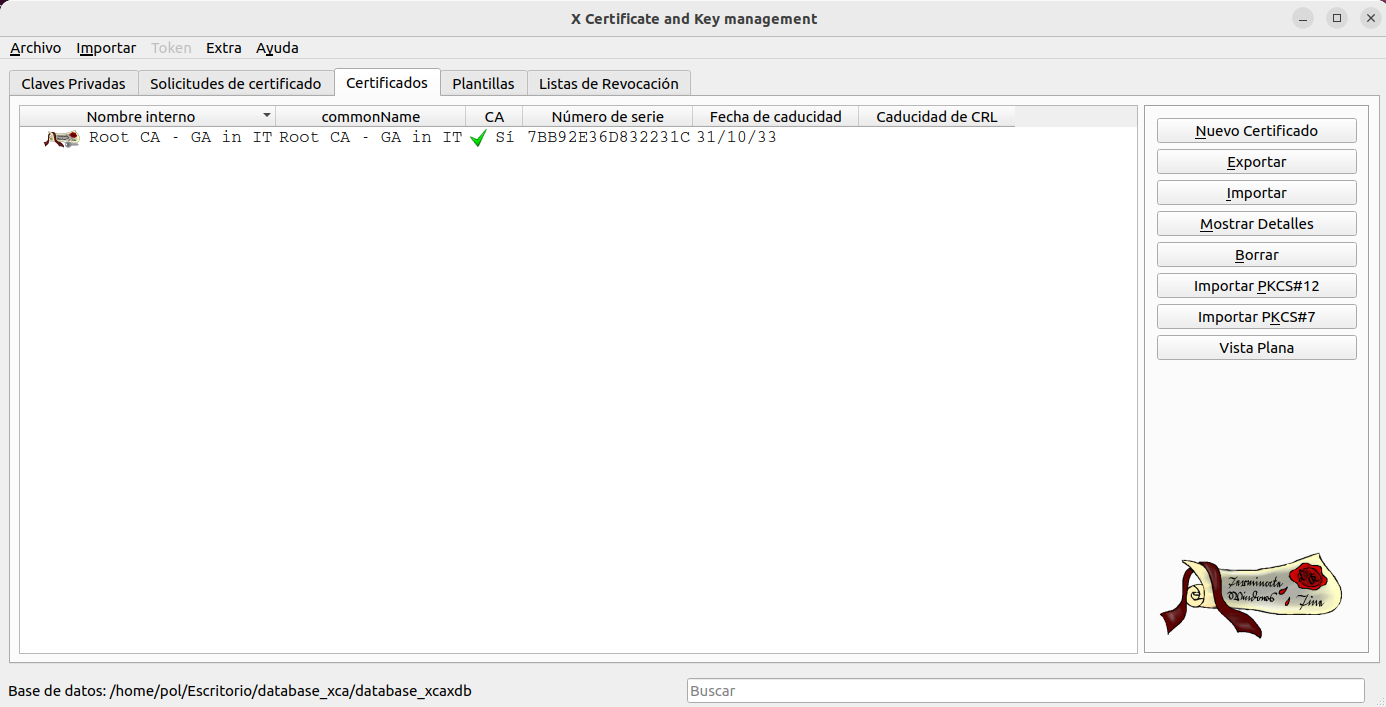 X Certificate and Key management
Archivo Importar Token Extra Ayuda
Claves Privadas Solicitudes de certificado Certificados Plantillas Listas de Revocación
Nombre interno commonName CA Número de serie Fecha de caducidad Caducidad de CRL
Root CA - GA in IT Root CA - GA in IT Sí 7BB92E36D832231C 31/10/33
Nuevo Certificado
Exportar
Importar
Mostrar Detalles
Borrar
Importar PKCS#12
Importar PKCS#7
Vista Plana
Windows
Base de datos: /home/pol/Escritorio/database_xca/database_xcaxdb
Buscar